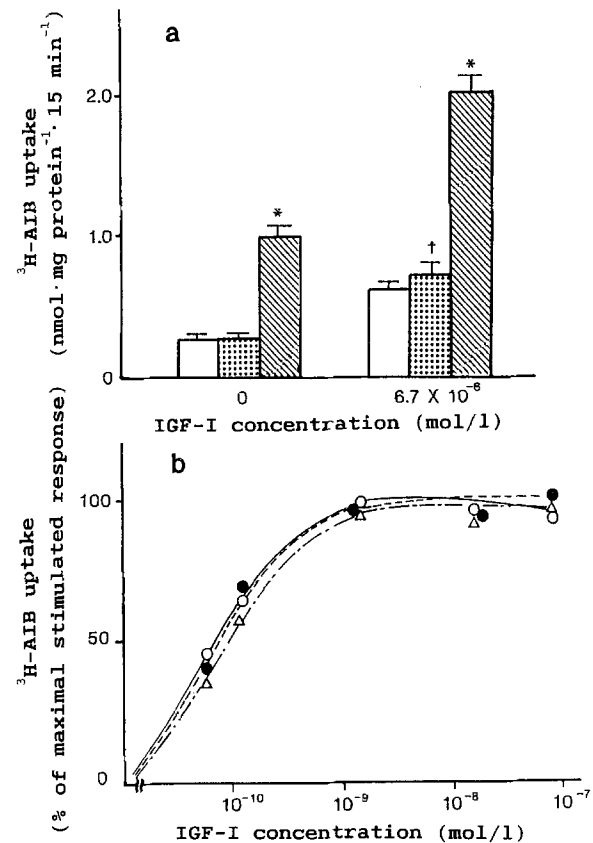 a
³H-AIB uptake
(nmol·mg protein⁻¹·15 min⁻¹)
2.0
1.0
0
*
†
*
0
6.7 X 10⁻⁸
IGF-I concentration (mol/l)
b
³H-AIB uptake
(% of maximal stimulated response)
100
50
0
10⁻¹⁰
10⁻⁹
10⁻⁸
10⁻⁷
IGF-I concentration (mol/l)